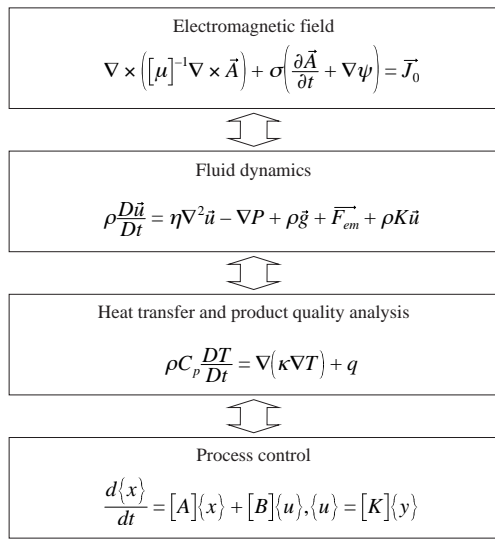 Electromagnetic field
∇ × ([μ]⁻¹ ∇ × A⃗) + σ(∂A⃗/∂t + ∇ψ) = J⃗₀
Fluid dynamics
ρ Du⃗/Dt = η∇²u⃗ – ∇P + ρg⃗ + F⃗ₑₘ + ρKu⃗
Heat transfer and product quality analysis
ρCₚ DT/Dt = ∇(κ∇T) + q
Process control
d{x}/dt = [A]{x} + [B]{u}, {u} = [K]{y}